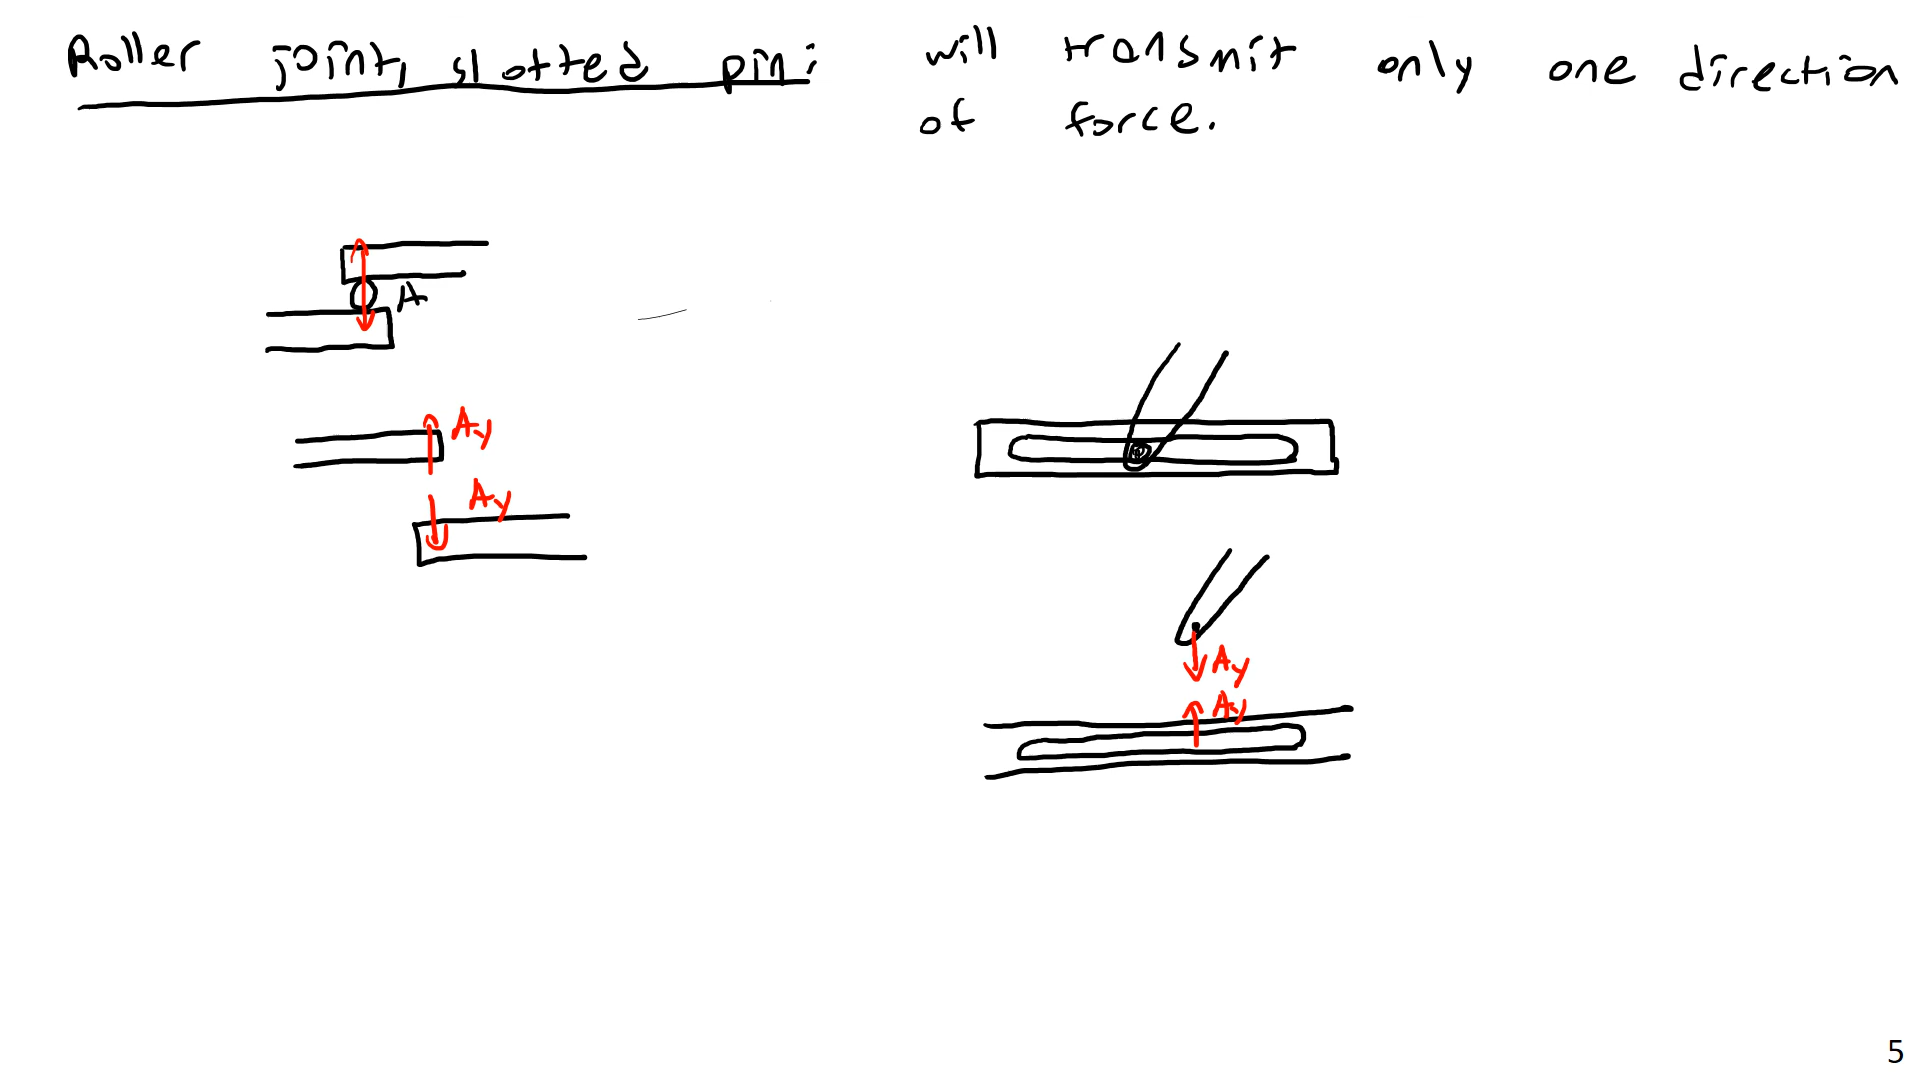 Roller joint, slotted pin: will transmit only one direction
of force.
A
Ay
Ay
Ay
Ay
5